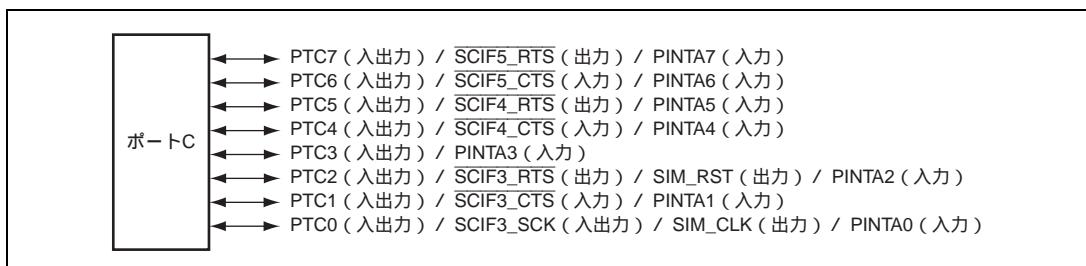 ポートC
PTC7 ( 入出力 ) / SCIF5_RTS ( 出力 ) / PINTA7 ( 入力 )
PTC6 ( 入出力 ) / SCIF5_CTS ( 入力 ) / PINTA6 ( 入力 )
PTC5 ( 入出力 ) / SCIF4_RTS ( 出力 ) / PINTA5 ( 入力 )
PTC4 ( 入出力 ) / SCIF4_CTS ( 入力 ) / PINTA4 ( 入力 )
PTC3 ( 入出力 ) / PINTA3 ( 入力 )
PTC2 ( 入出力 ) / SCIF3_RTS ( 出力 ) / SIM_RST ( 出力 ) / PINTA2 ( 入力 )
PTC1 ( 入出力 ) / SCIF3_CTS ( 入力 ) / PINTA1 ( 入力 )
PTC0 ( 入出力 ) / SCIF3_SCK ( 入出力 ) / SIM_CLK ( 出力 ) / PINTA0 ( 入力 )